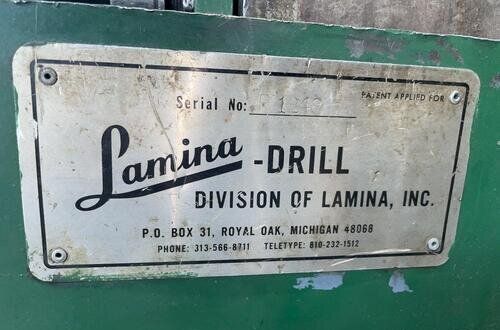 Serial No:
PATENT APPLIED FOR
Lamina -DRILL
DIVISION OF LAMINA, INC.
P.O. BOX 31, ROYAL OAK, MICHIGAN 48068
PHONE: 313-566-8711 TELETYPE: 810-232-1512